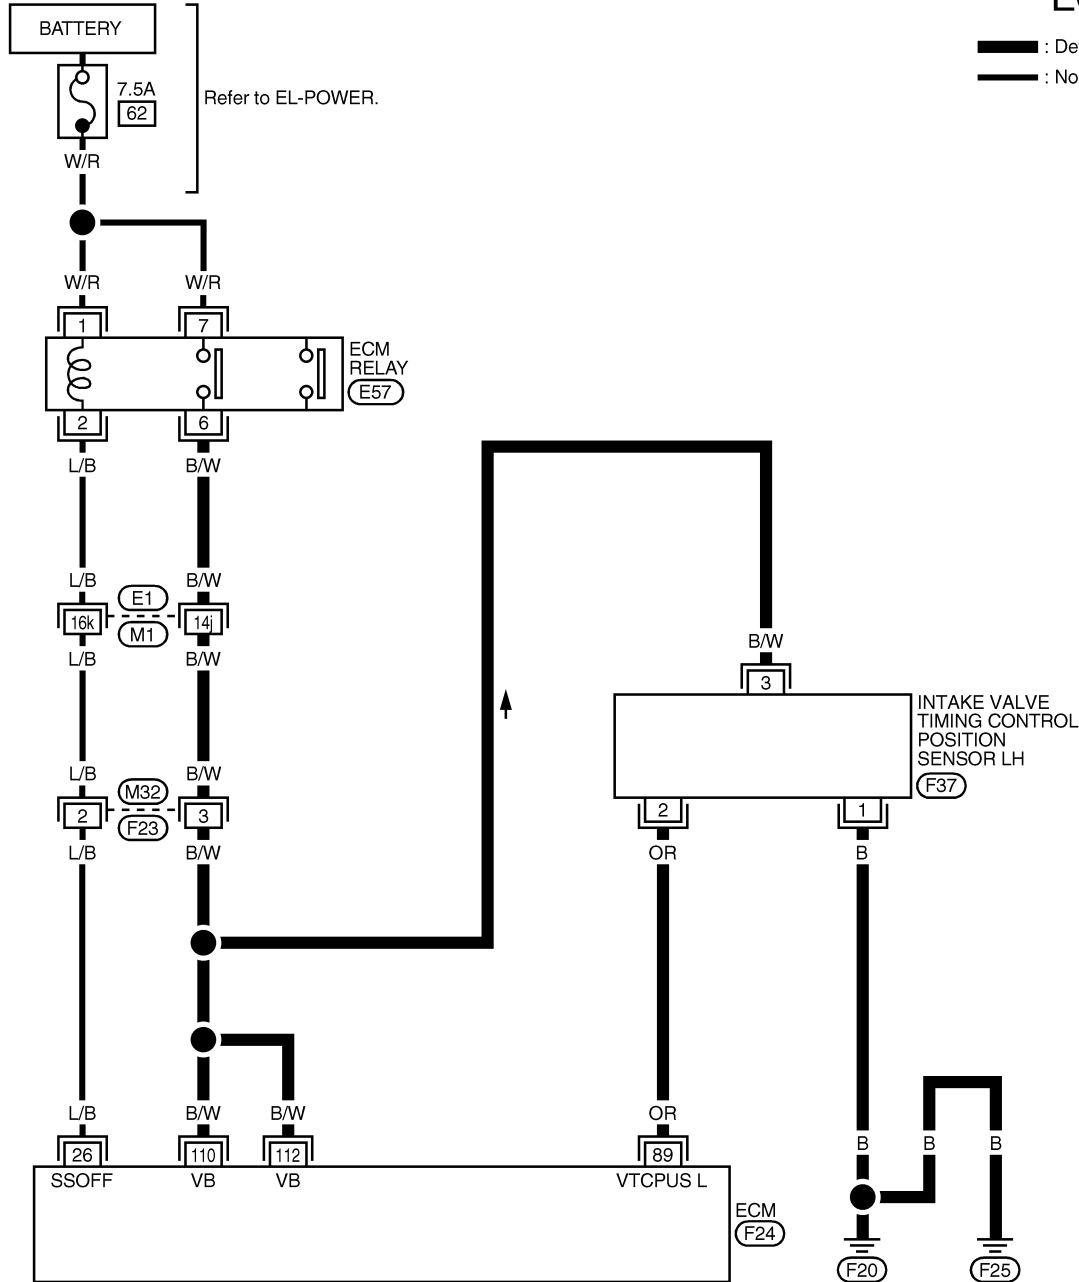 BATTERY
: De
: No
7.5A
62
Refer to EL-POWER.
W/R
W/R W/R
1 7
ECM
RELAY
E57
2 6
L/B B/W
L/B B/W
E1
16k 14j
M1
L/B B/W
B/W
3
INTAKE VALVE
TIMING CONTROL
POSITION
SENSOR LH
F37
L/B B/W
M32
2 3
F23
2 1
L/B B/W OR B
L/B B/W B/W OR
B B B
26 110 112 89
SSOFF VB VB VTCPUS L
ECM
F24
F20 F25